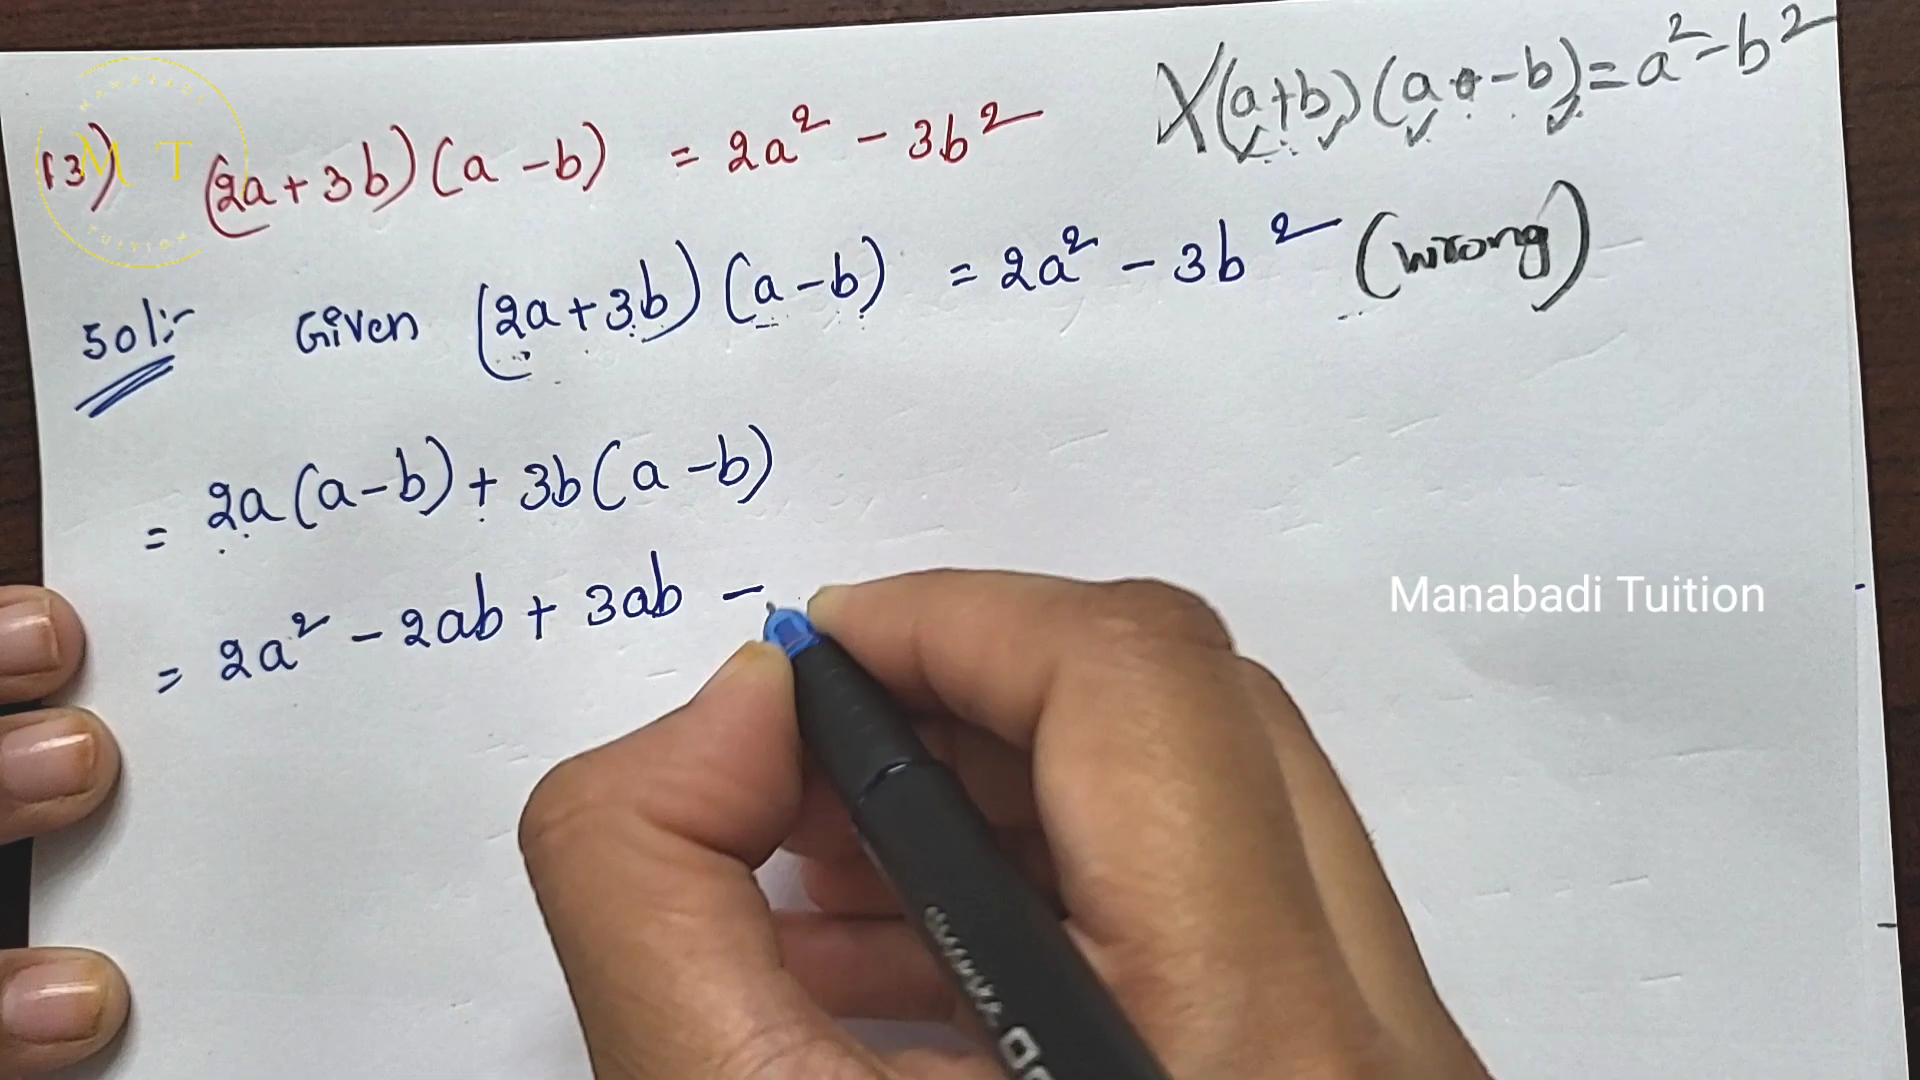 (3) (2a+3b)(a-b) = 2a² - 3b²
X(a+b)(a-b)=a²-b²
Sol:- Given (2a+3b)(a-b) = 2a² - 3b² (wrong)
= 2a(a-b) + 3b(a-b)
= 2a² - 2ab + 3ab -
Manabadi Tuition
M T